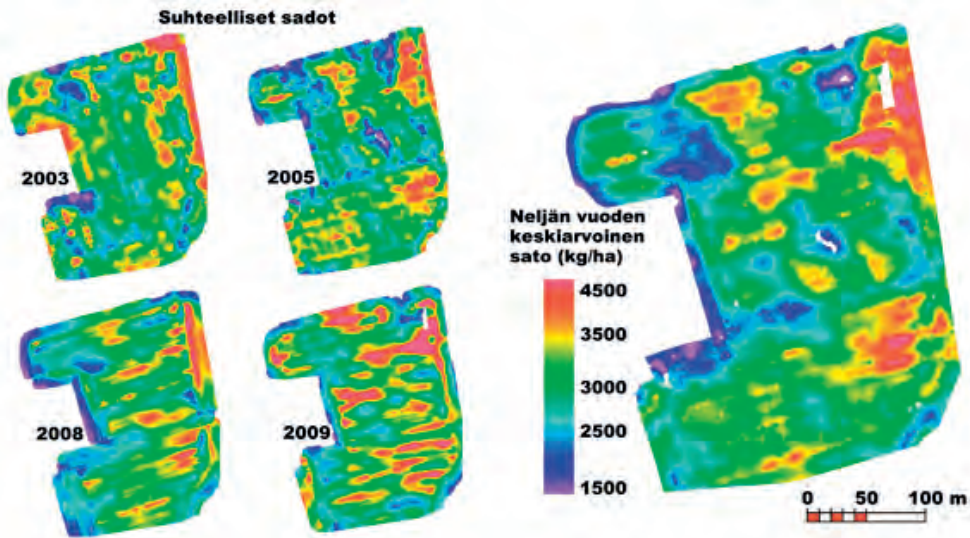 Suhteelliset sadot
2003
2005
2008
2009
Neljän vuoden
keskiarvoinen
sato (kg/ha)
4500
3500
3000
2500
1500
0 50 100 m